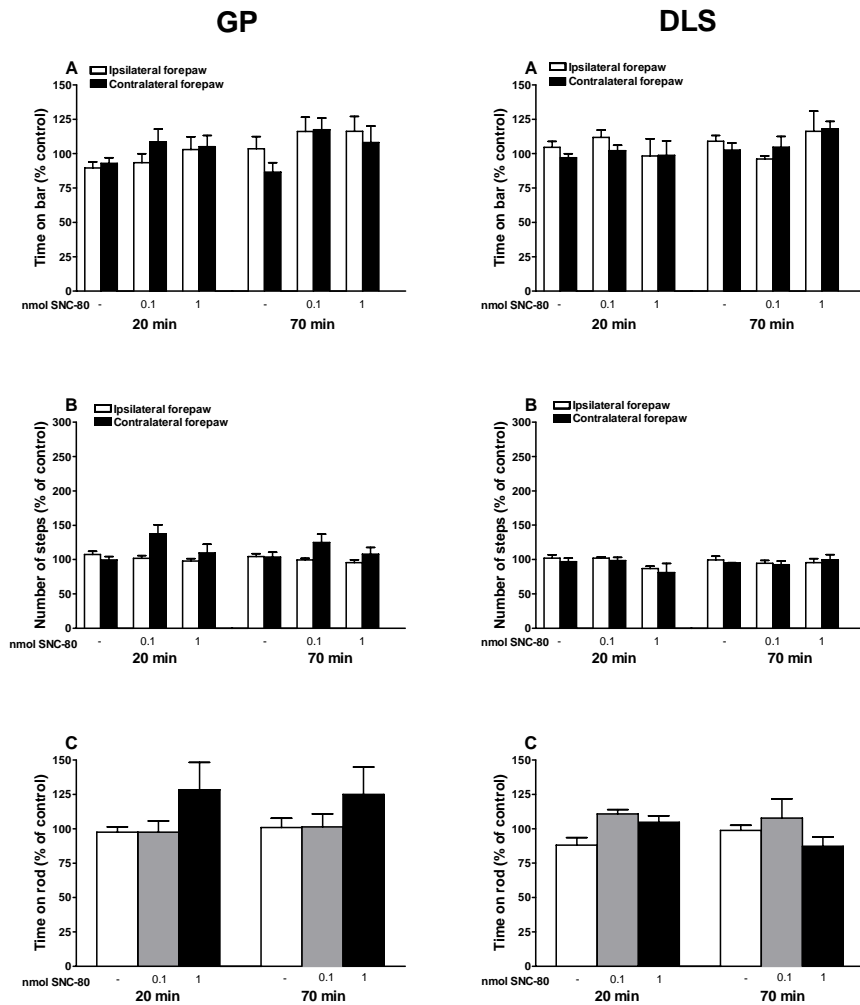 GP
DLS
A
Ipsilateral forepaw
Contralateral forepaw
150
125
100
75
50
25
0
Time on bar (% control)
nmol SNC-80
- 0.1 1 - 0.1 1
20 min 70 min
A
Ipsilateral forepaw
Contralateral forepaw
150
125
100
75
50
25
0
Time on bar (% control)
nmol SNC-80
- 0.1 1 - 0.1 1
20 min 70 min
B
Ipsilateral forepaw
Contralateral forepaw
300
250
200
150
100
50
0
Number of steps (% of control)
nmol SNC-80
- 0.1 1 - 0.1 1
20 min 70 min
B
Ipsilateral forepaw
Contralateral forepaw
300
250
200
150
100
50
0
Number of steps (% of control)
nmol SNC-80
- 0.1 1 - 0.1 1
20 min 70 min
C
150
125
100
75
50
25
0
Time on rod (% of control)
nmol SNC-80
- 0.1 1 - 0.1 1
20 min 70 min
C
150
125
100
75
50
25
0
Time on rod (% of control)
nmol SNC-80
- 0.1 1 - 0.1 1
20 min 70 min